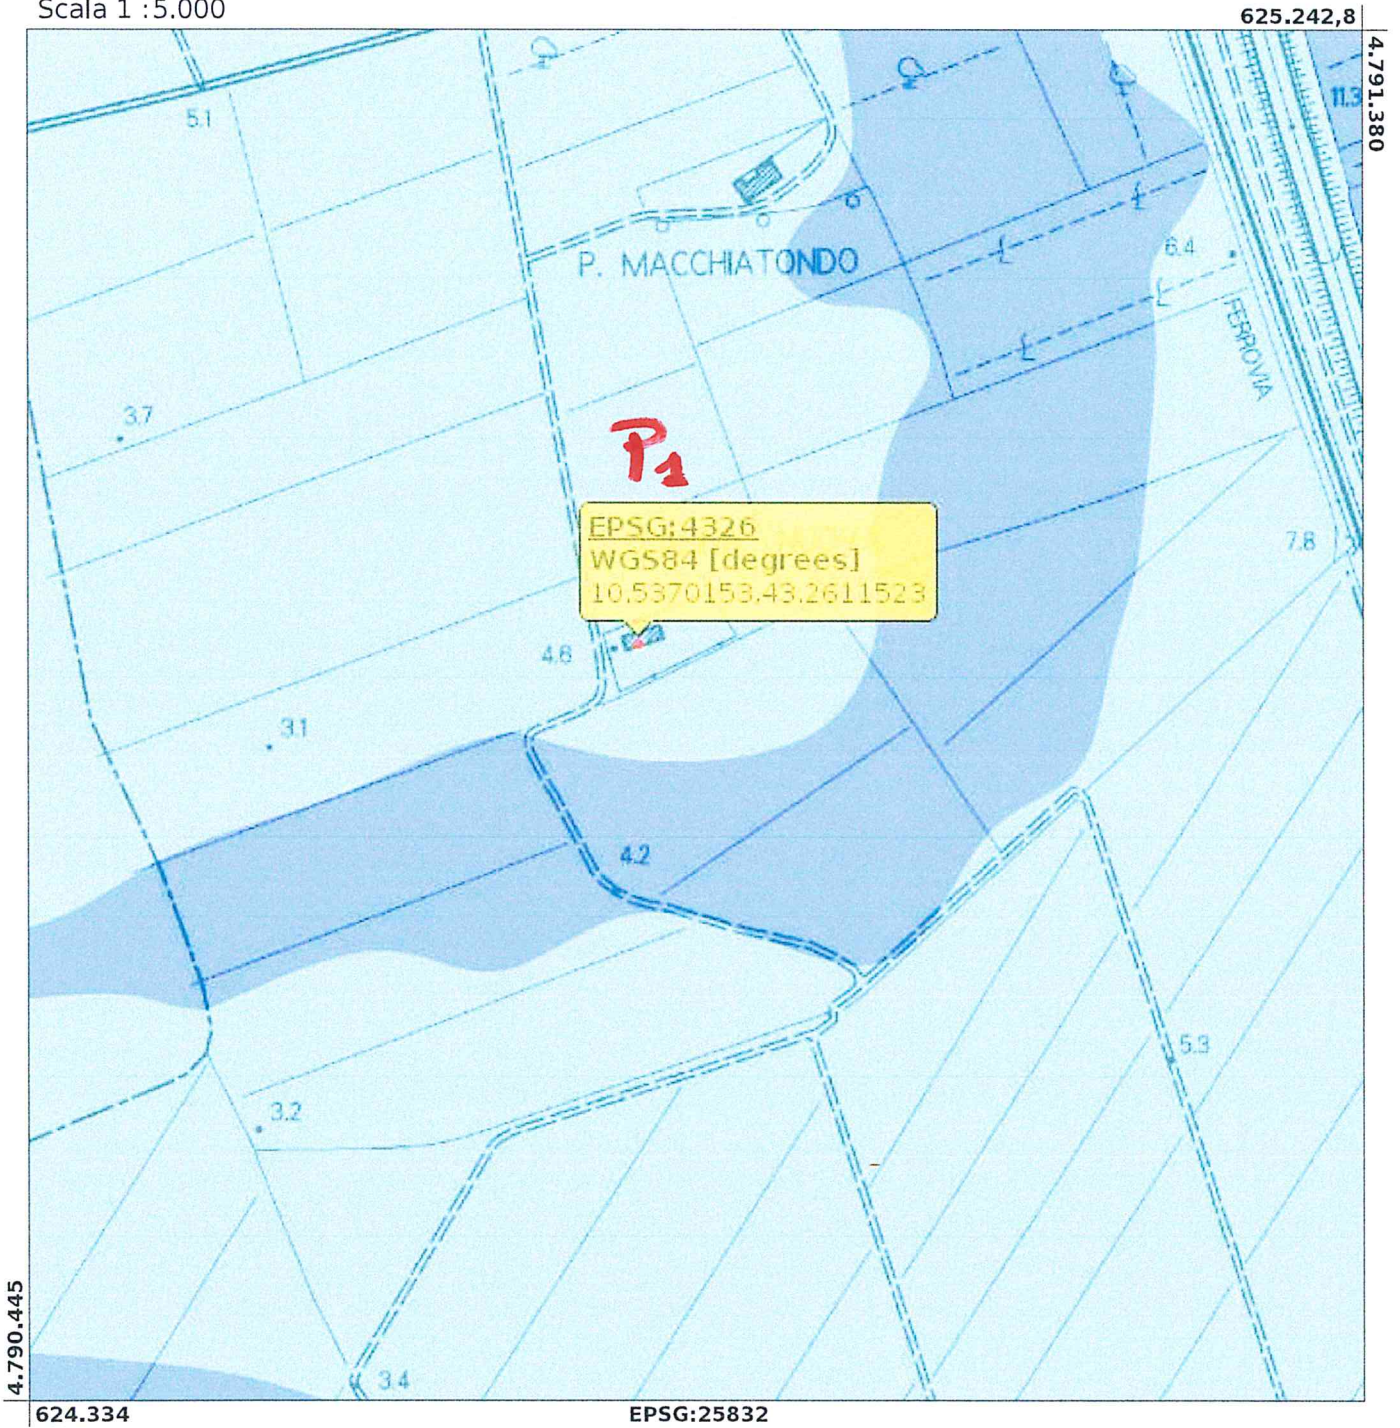 Scala 1 :5.000
625.242,8
4.791.380
11.3
5.1
P. MACCHIATONDO
6.4
FERROVIA
3.7
P1
EPSG:4326
WGS84 [degrees]
10.5370153,43.2611523
7.8
4.6
3.1
4.2
5.3
3.2
3.4
4.790.445
624.334
EPSG:25832